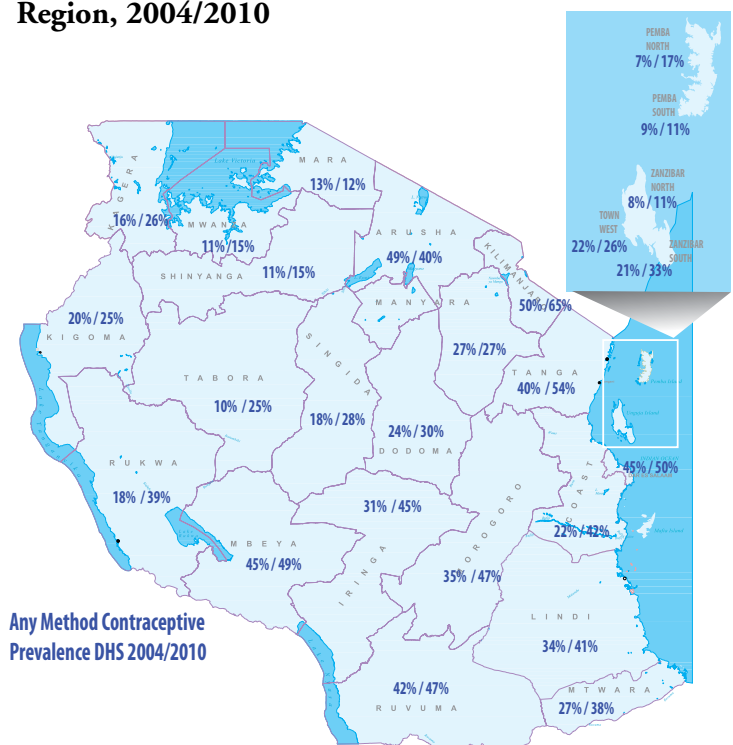 Region, 2004/2010
PEMBA
NORTH
7% / 17%
PEMBA
SOUTH
9% / 11%
ZANZIBAR
NORTH
8% / 11%
TOWN
WEST
22% / 26%
ZANZIBAR
SOUTH
21% / 33%
Lake Victoria
MARA
13% / 12%
KAGERA
16% / 26%
MWANZA
11% / 15%
ARUSHA
49% / 40%
SHINYANGA
11% / 15%
KILIMANJARO
50% / 65%
MANYARA
27% / 27%
20% / 25%
KIGOMA
SINGIDA
18% / 28%
TABORA
10% / 25%
TANGA
40% / 54%
24% / 30%
DODOMA
45% / 50%
RUKWA
18% / 39%
COAST
22% / 42%
31% / 45%
IRINGA
MBEYA
45% / 49%
MOROGORO
35% / 47%
LINDI
34% / 41%
Any Method Contraceptive
Prevalence DHS 2004/2010
42% / 47%
RUVUMA
MTWARA
27% / 38%